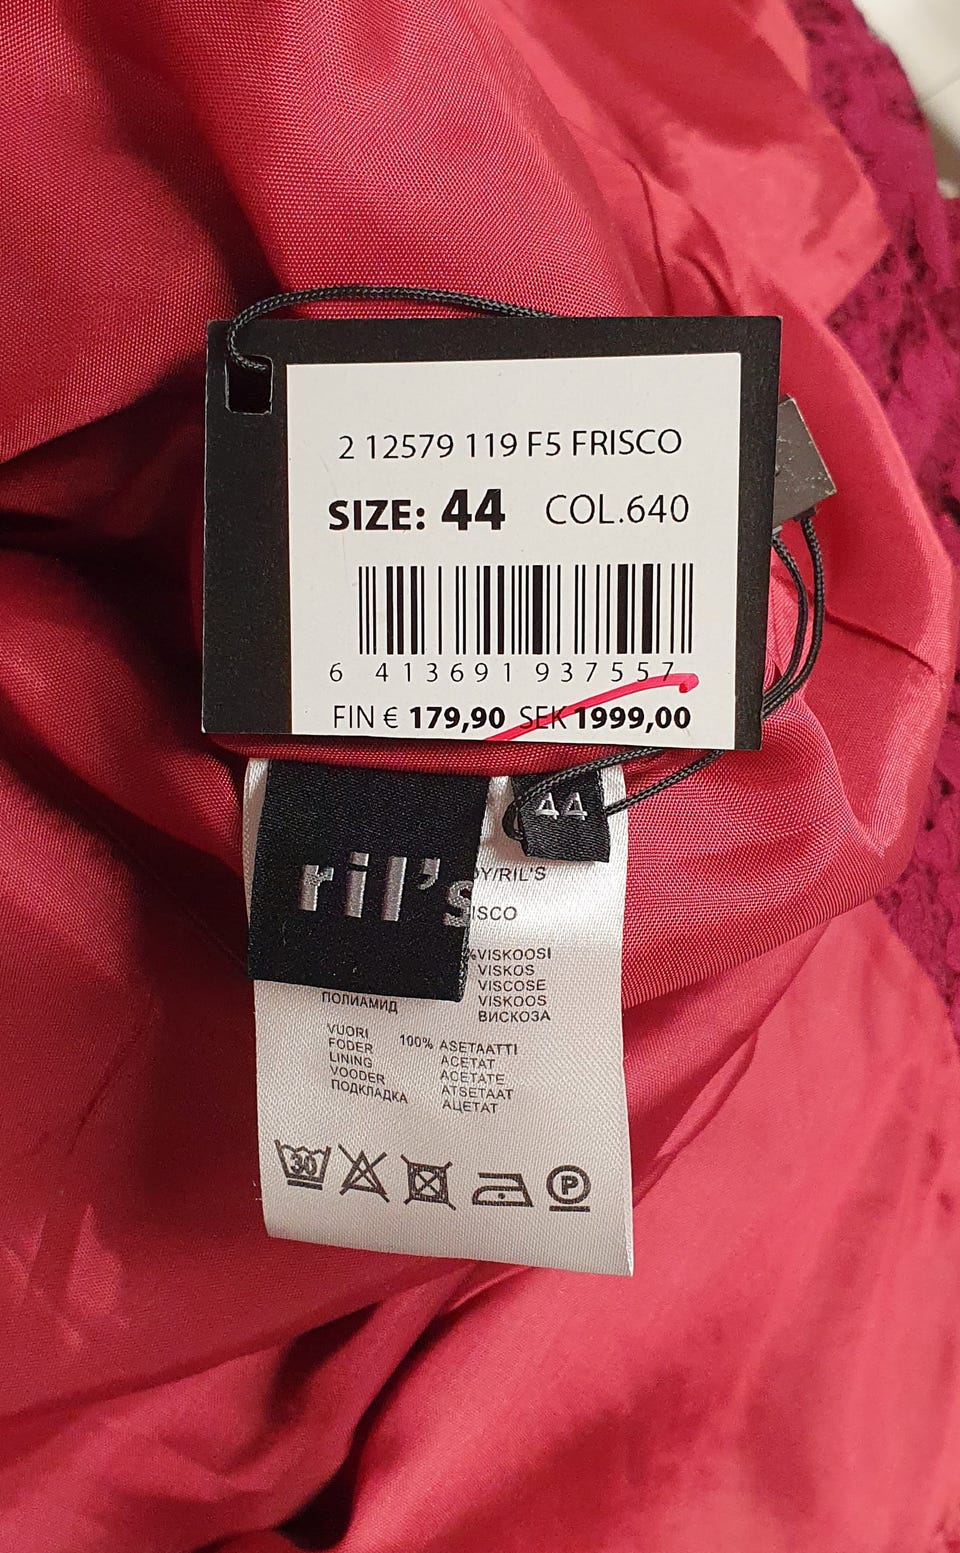 2 12579 119 F5 FRISCO
SIZE: 44 COL.640
6 413691 937557
FIN € 179,90 SEK 1999,00
44
ril's
Y/RIL'S
ISCO
%VISKOOSI
VISKOS
VISCOSE
VISKOOS
ПОЛИАМИД ВИСКОЗА
VUORI 100% ASETAATTI
FODER ACETAT
LINING ACETATE
VOODER ATSETAAT
ПОДКЛАДКА АЦЕТАТ
30
P